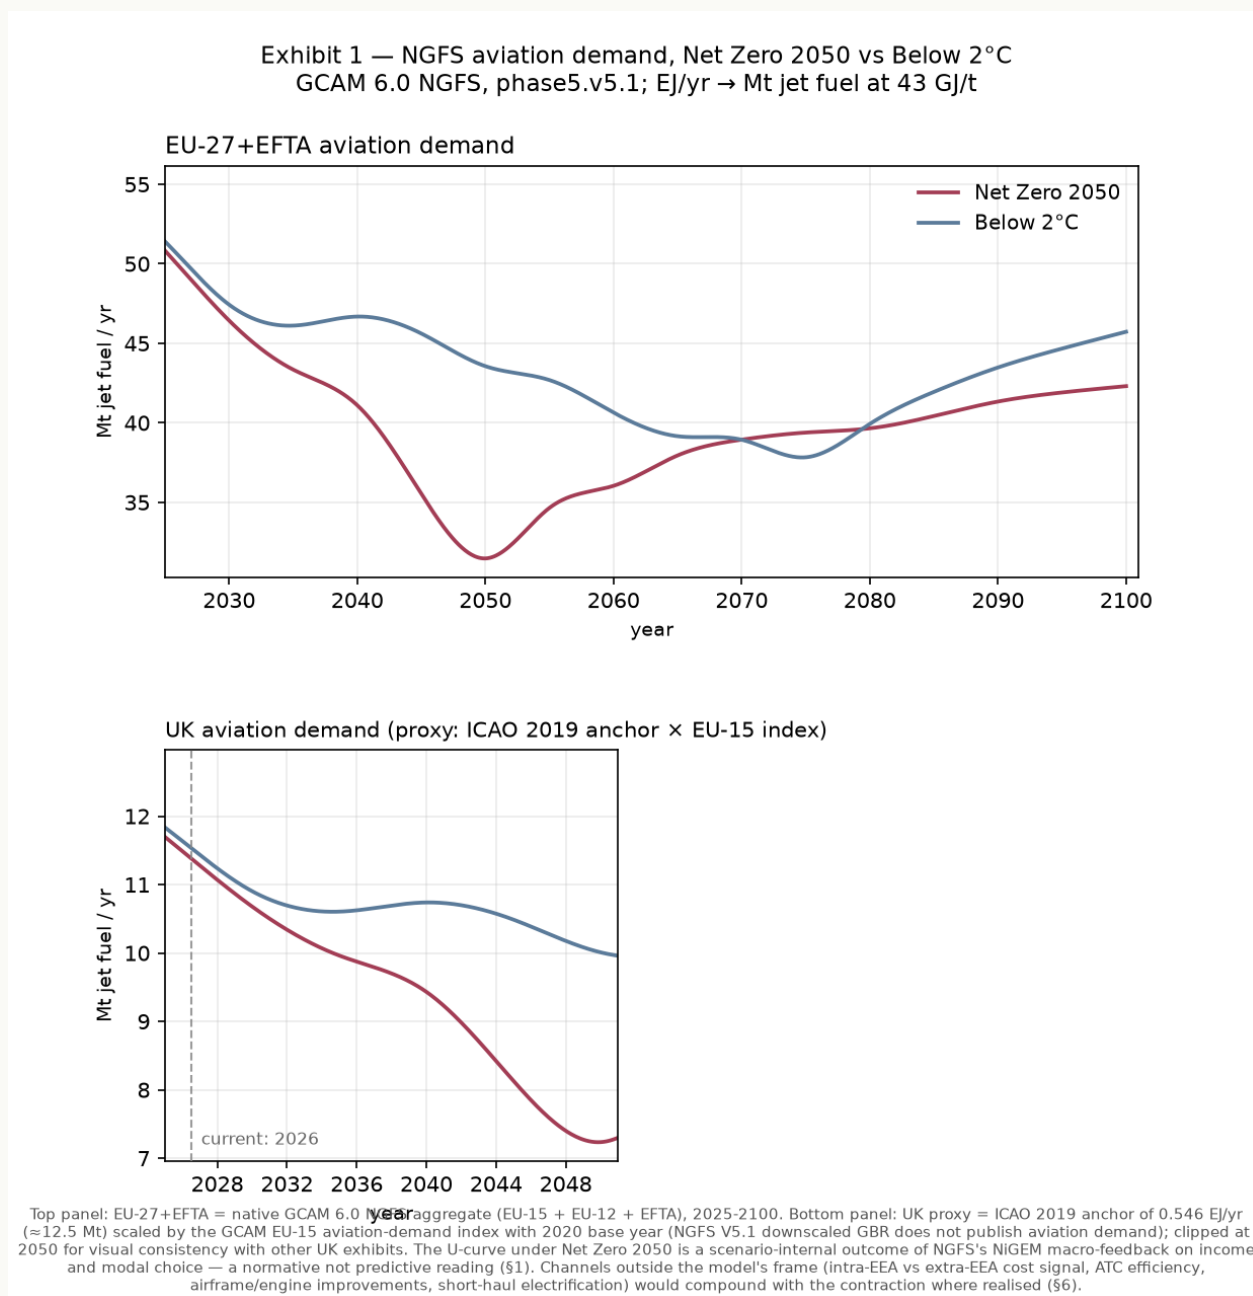 Exhibit 1 — NGFS aviation demand, Net Zero 2050 vs Below 2°C
GCAM 6.0 NGFS, phase5.v5.1; EJ/yr → Mt jet fuel at 43 GJ/t
EU-27+EFTA aviation demand
Net Zero 2050
Below 2°C
55
50
45
40
35
Mt jet fuel / yr
2030 2040 2050 2060 2070 2080 2090 2100
year
UK aviation demand (proxy: ICAO 2019 anchor × EU-15 index)
12
11
10
9
8
7
Mt jet fuel / yr
current: 2026
2028 2032 2036 2040 2044 2048
year
Top panel: EU-27+EFTA = native GCAM 6.0 NGFS aggregate (EU-15 + EU-12 + EFTA), 2025-2100. Bottom panel: UK proxy = ICAO 2019 anchor of 0.546 EJ/yr
(≈12.5 Mt) scaled by the GCAM EU-15 aviation-demand index with 2020 base year (NGFS V5.1 downscaled GBR does not publish aviation demand); clipped at
2050 for visual consistency with other UK exhibits. The U-curve under Net Zero 2050 is a scenario-internal outcome of NGFS's NiGEM macro-feedback on income
and modal choice — a normative not predictive reading (§1). Channels outside the model's frame (intra-EEA vs extra-EEA cost signal, ATC efficiency,
airframe/engine improvements, short-haul electrification) would compound with the contraction where realised (§6).